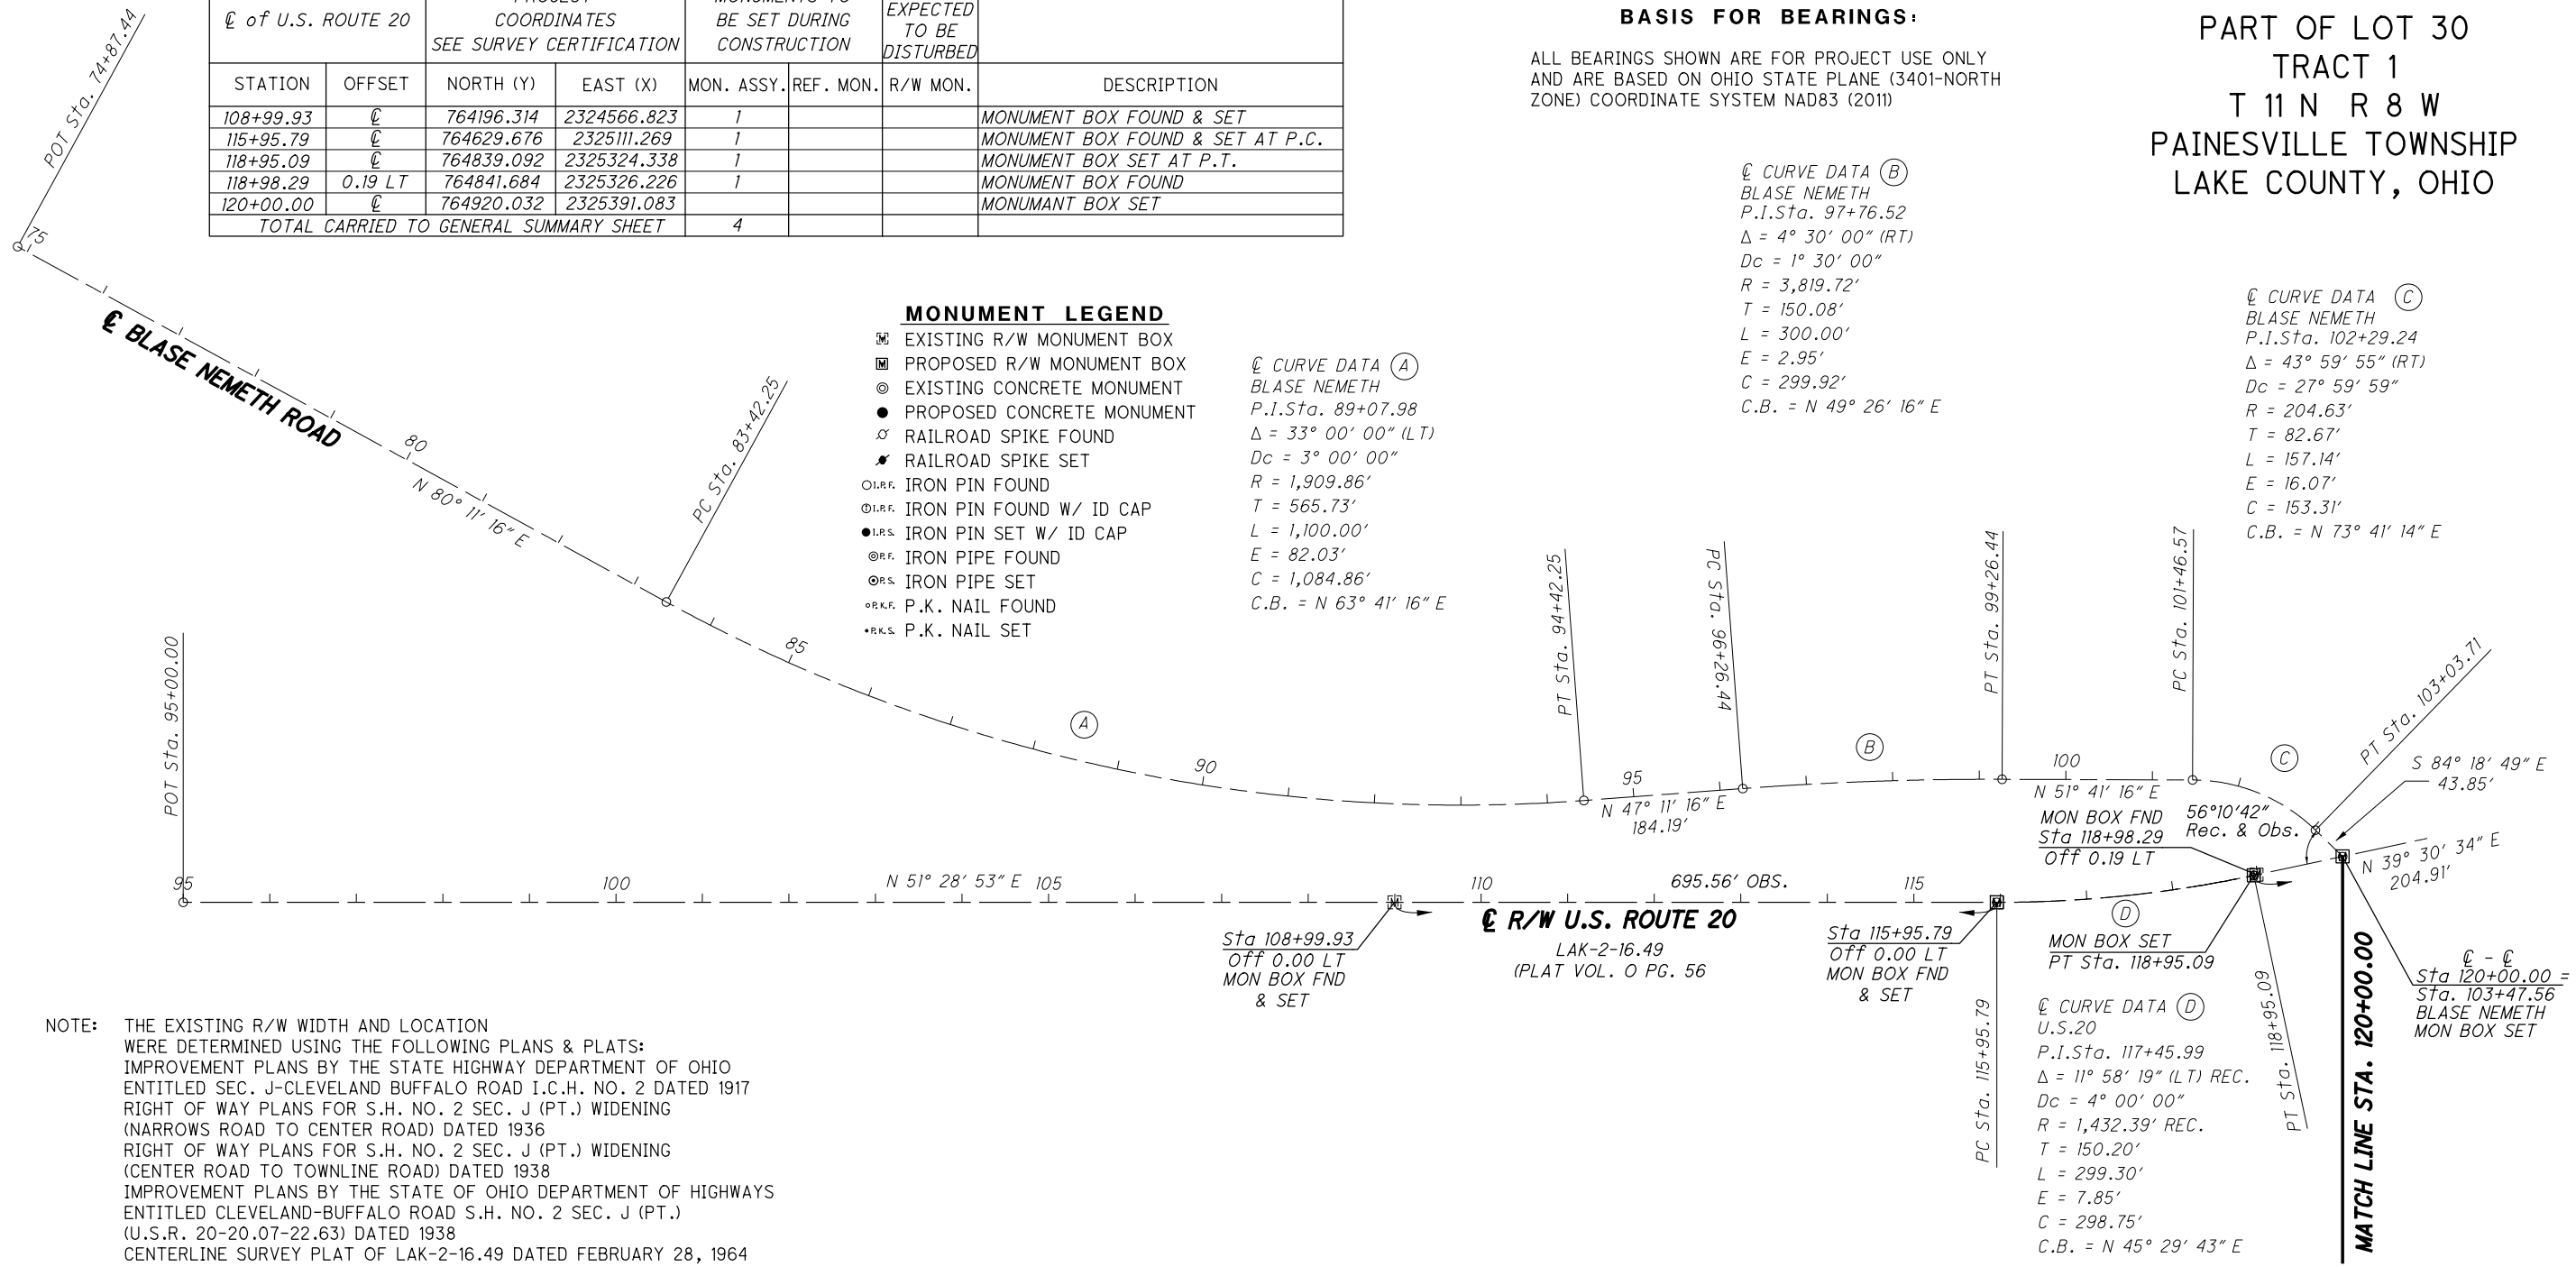 PROJECT
MONUMENTS TO
EXPECTED
℄ of U.S. ROUTE 20
COORDINATES
BE SET DURING
TO BE
SEE SURVEY CERTIFICATION
CONSTRUCTION
DISTURBED
STATION OFFSET NORTH (Y) EAST (X) MON. ASSY. REF. MON. R/W MON. DESCRIPTION
108+99.93 ℄ 764196.314 2324566.823 1 MONUMENT BOX FOUND & SET
115+95.79 ℄ 764629.676 2325111.269 1 MONUMENT BOX FOUND & SET AT P.C.
118+95.09 ℄ 764839.092 2325324.338 1 MONUMENT BOX SET AT P.T.
118+98.29 0.19 LT 764841.684 2325326.226 1 MONUMENT BOX FOUND
120+00.00 ℄ 764920.032 2325391.083 MONUMANT BOX SET
TOTAL CARRIED TO GENERAL SUMMARY SHEET 4
BASIS FOR BEARINGS:
ALL BEARINGS SHOWN ARE FOR PROJECT USE ONLY
AND ARE BASED ON OHIO STATE PLANE (3401-NORTH
ZONE) COORDINATE SYSTEM NAD83 (2011)
PART OF LOT 30
TRACT 1
T 11 N R 8 W
PAINESVILLE TOWNSHIP
LAKE COUNTY, OHIO
℄ CURVE DATA B
BLASE NEMETH
P.I.Sta. 97+76.52
Δ = 4° 30' 00" (RT)
Dc = 1° 30' 00"
R = 3,819.72'
T = 150.08'
L = 300.00'
E = 2.95'
C = 299.92'
C.B. = N 49° 26' 16" E
℄ CURVE DATA C
BLASE NEMETH
P.I.Sta. 102+29.24
Δ = 43° 59' 55" (RT)
Dc = 27° 59' 59"
R = 204.63'
T = 82.67'
L = 157.14'
E = 16.07'
C = 153.31'
C.B. = N 73° 41' 14" E
MONUMENT LEGEND
EXISTING R/W MONUMENT BOX
PROPOSED R/W MONUMENT BOX
EXISTING CONCRETE MONUMENT
PROPOSED CONCRETE MONUMENT
RAILROAD SPIKE FOUND
RAILROAD SPIKE SET
I.P.F. IRON PIN FOUND
I.P.F. IRON PIN FOUND W/ ID CAP
I.P.S. IRON PIN SET W/ ID CAP
P.F. IRON PIPE FOUND
P.S. IRON PIPE SET
P.K.F. P.K. NAIL FOUND
P.K.S. P.K. NAIL SET
℄ CURVE DATA A
BLASE NEMETH
P.I.Sta. 89+07.98
Δ = 33° 00' 00" (LT)
Dc = 3° 00' 00"
R = 1,909.86'
T = 565.73'
L = 1,100.00'
E = 82.03'
C = 1,084.86'
C.B. = N 63° 41' 16" E
POT Sta. 74+87.44
75
℄ BLASE NEMETH ROAD
80
N 80° 11' 16" E
PC Sta. 83+42.25
85
A
90
PT Sta. 94+42.25
95
N 47° 11' 16" E
184.19'
PC Sta. 96+26.44
B
PT Sta. 99+26.44
100
N 51° 41' 16" E
PC Sta. 101+46.57
C
PT Sta. 103+03.71
S 84° 18' 49" E
43.85'
MON BOX FND
Sta 118+98.29
Off 0.19 LT
56°10'42"
Rec. & Obs.
N 39° 30' 34" E
204.91'
POT Sta. 95+00.00
95
100
N 51° 28' 53" E
105
110
695.56' OBS.
115
℄ R/W U.S. ROUTE 20
LAK-2-16.49
(PLAT VOL. O PG. 56
Sta 108+99.93
Off 0.00 LT
MON BOX FND
& SET
Sta 115+95.79
Off 0.00 LT
MON BOX FND
& SET
D
MON BOX SET
PT Sta. 118+95.09
PC Sta. 115+95.79
PT Sta. 118+95.09
℄ CURVE DATA D
U.S.20
P.I.Sta. 117+45.99
Δ = 11° 58' 19" (LT) REC.
Dc = 4° 00' 00"
R = 1,432.39' REC.
T = 150.20'
L = 299.30'
E = 7.85'
C = 298.75'
C.B. = N 45° 29' 43" E
MATCH LINE STA. 120+00.00
℄ - ℄
Sta 120+00.00 =
Sta. 103+47.56
BLASE NEMETH
MON BOX SET
NOTE: THE EXISTING R/W WIDTH AND LOCATION
WERE DETERMINED USING THE FOLLOWING PLANS & PLATS:
IMPROVEMENT PLANS BY THE STATE HIGHWAY DEPARTMENT OF OHIO
ENTITLED SEC. J-CLEVELAND BUFFALO ROAD I.C.H. NO. 2 DATED 1917
RIGHT OF WAY PLANS FOR S.H. NO. 2 SEC. J (PT.) WIDENING
(NARROWS ROAD TO CENTER ROAD) DATED 1936
RIGHT OF WAY PLANS FOR S.H. NO. 2 SEC. J (PT.) WIDENING
(CENTER ROAD TO TOWNLINE ROAD) DATED 1938
IMPROVEMENT PLANS BY THE STATE OF OHIO DEPARTMENT OF HIGHWAYS
ENTITLED CLEVELAND-BUFFALO ROAD S.H. NO. 2 SEC. J (PT.)
(U.S.R. 20-20.07-22.63) DATED 1938
CENTERLINE SURVEY PLAT OF LAK-2-16.49 DATED FEBRUARY 28, 1964